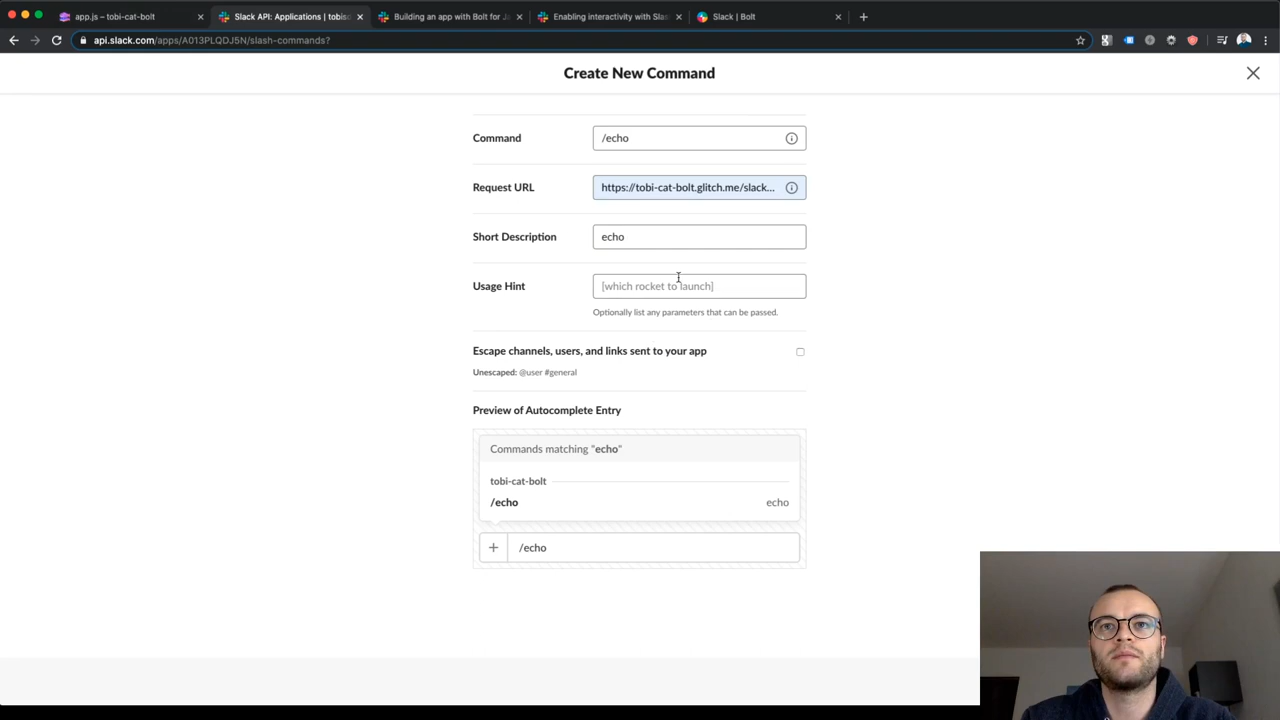 app.js – tobi-cat-bolt
Slack API: Applications | tobiso
Building an app with Bolt for Ja
Enabling interactivity with Slas
Slack | Bolt
api.slack.com/apps/A013PLQDJ5N/slash-commands?
Create New Command
Command
/echo
Request URL
https://tobi-cat-bolt.glitch.me/slack...
Short Description
echo
Usage Hint
[which rocket to launch]
Optionally list any parameters that can be passed.
Escape channels, users, and links sent to your app
Unescaped: @user #general
Preview of Autocomplete Entry
Commands matching "echo"
tobi-cat-bolt
/echo
echo
/echo